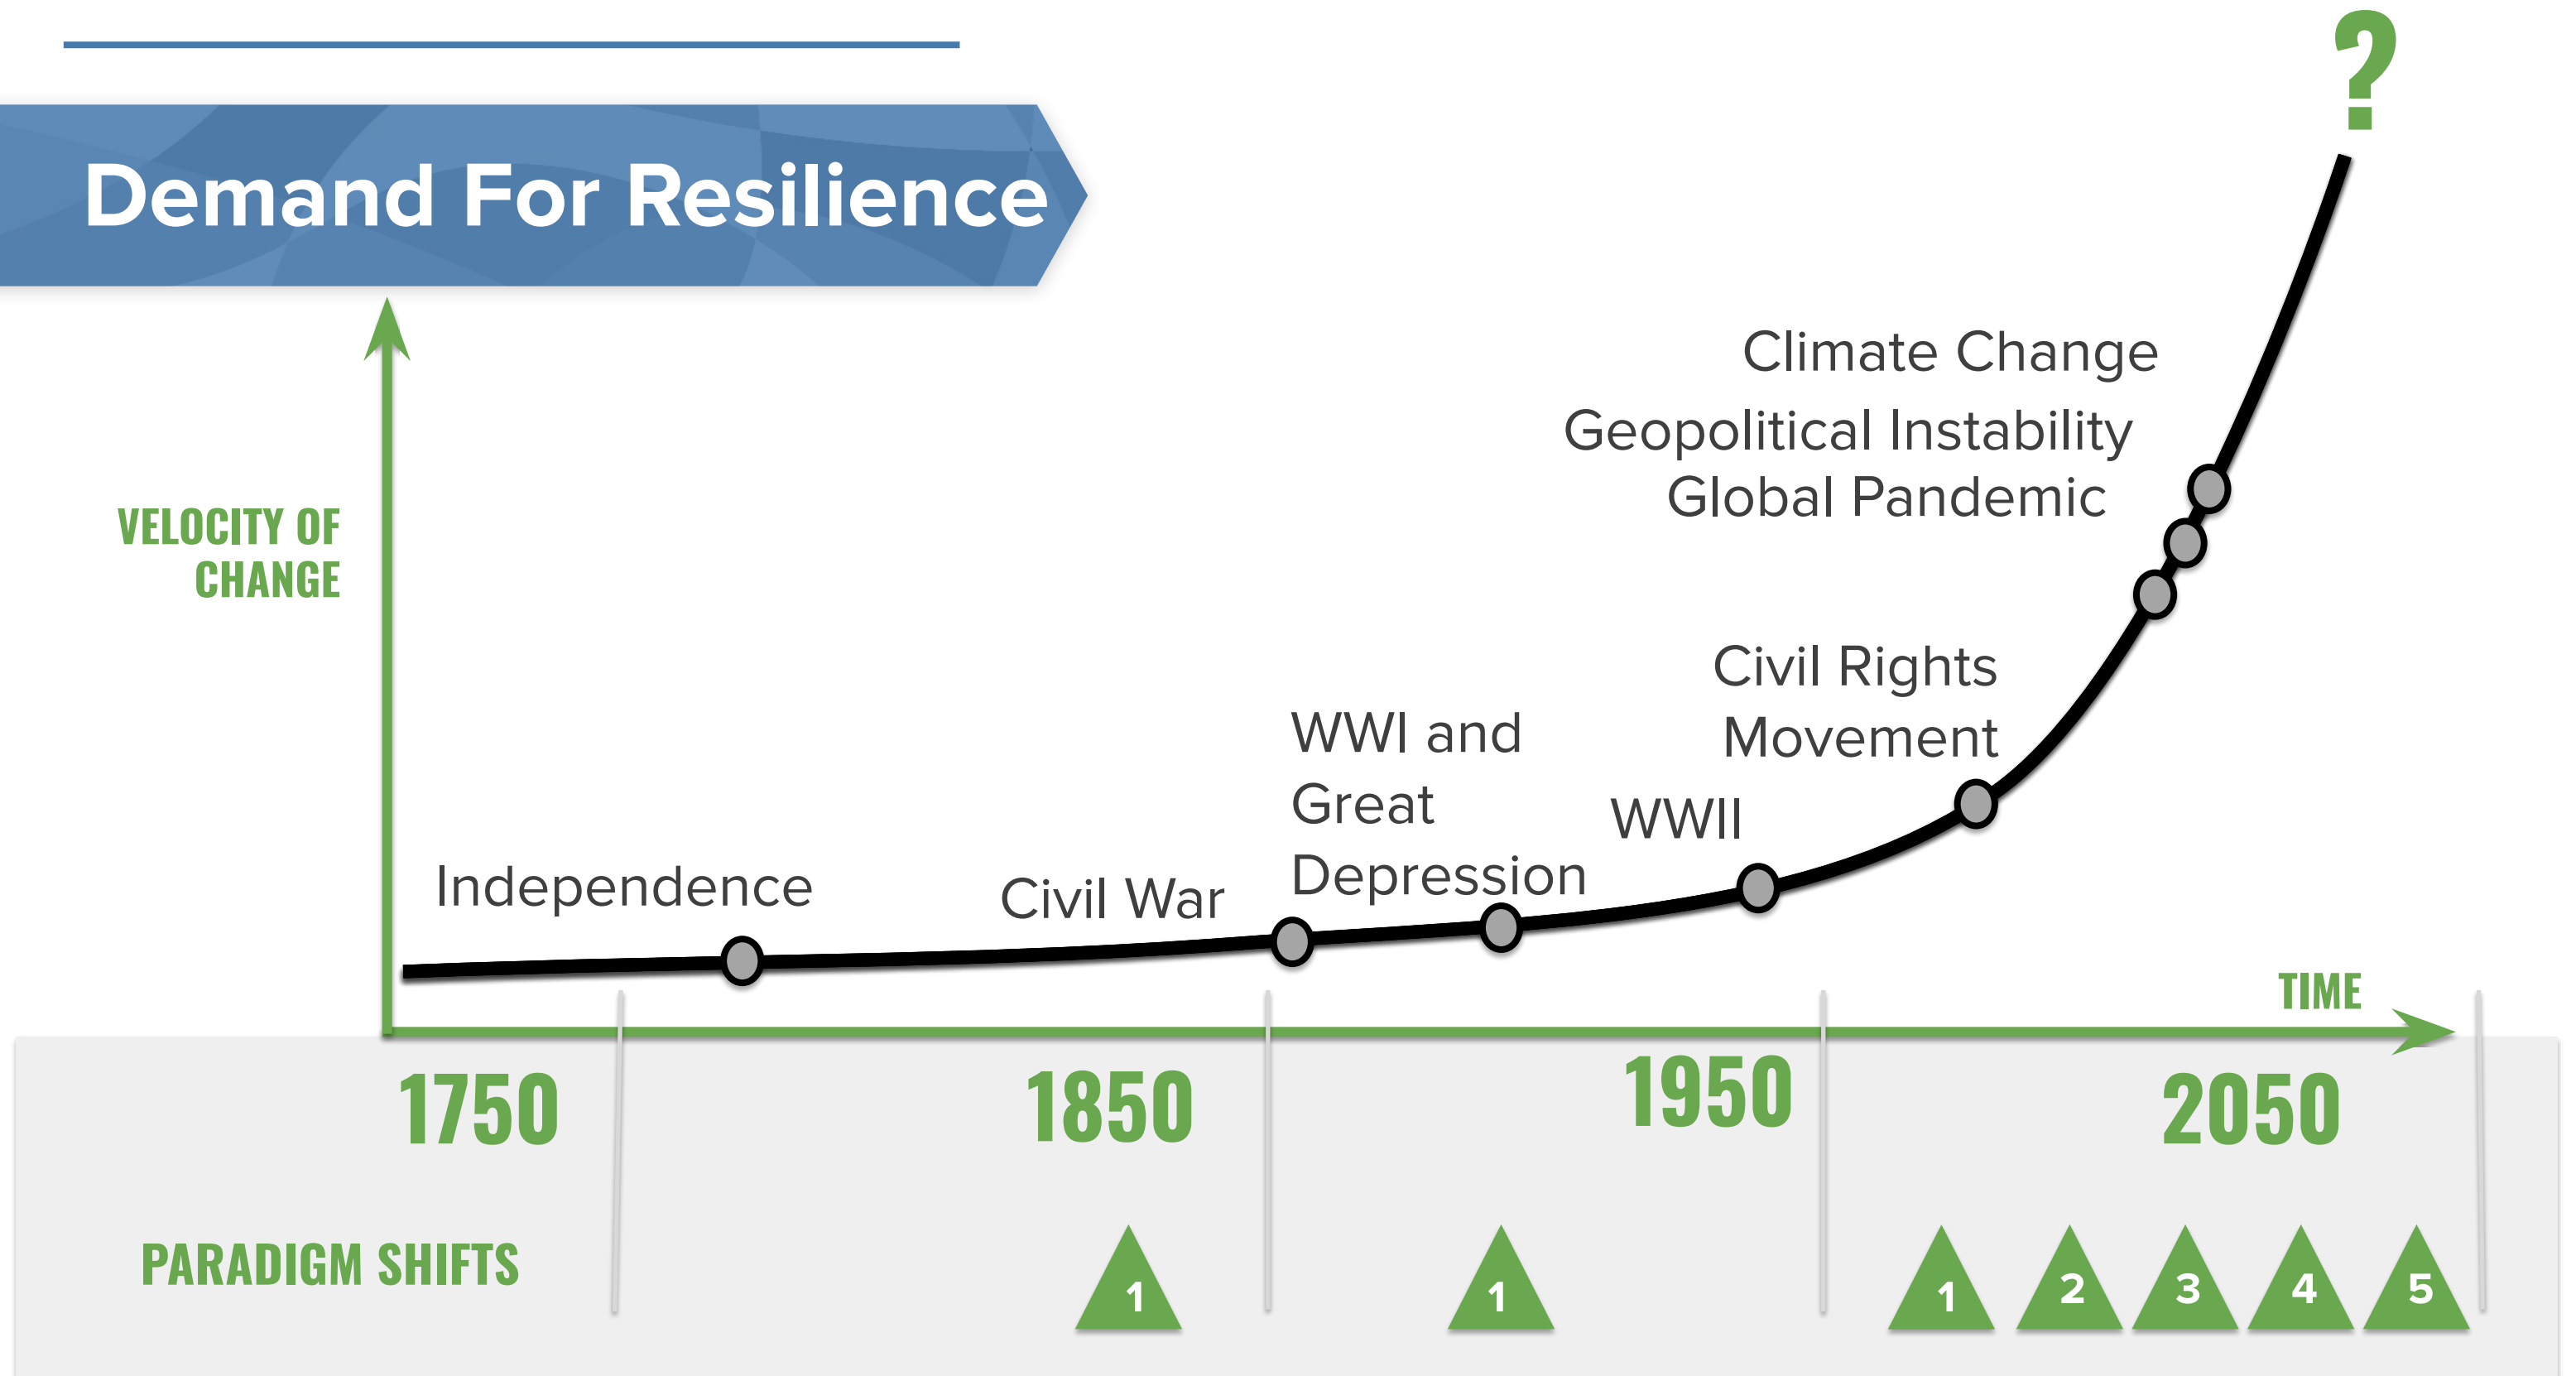 ?
Demand For Resilience
Climate Change
Geopolitical Instability
Global Pandemic
VELOCITY OF
CHANGE
Civil Rights
Movement
WWI and
Great
Depression
WWII
Independence
Civil War
TIME
1750
1850
1950
2050
PARADIGM SHIFTS
1
1
1
2
3
4
5